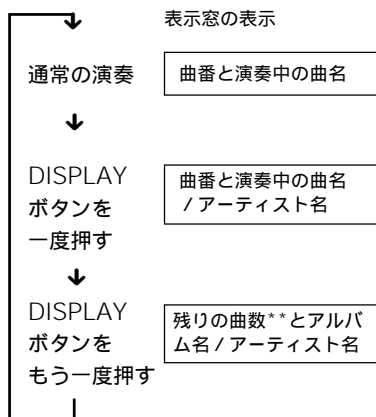 表示窓の表示
通常の演奏
曲番と演奏中の曲名
DISPLAY
ボタンを
一度押す
曲番と演奏中の曲名
/アーティスト名
DISPLAY
ボタンを
もう一度押す
残りの曲数**とアルバ
ム名/アーティスト名